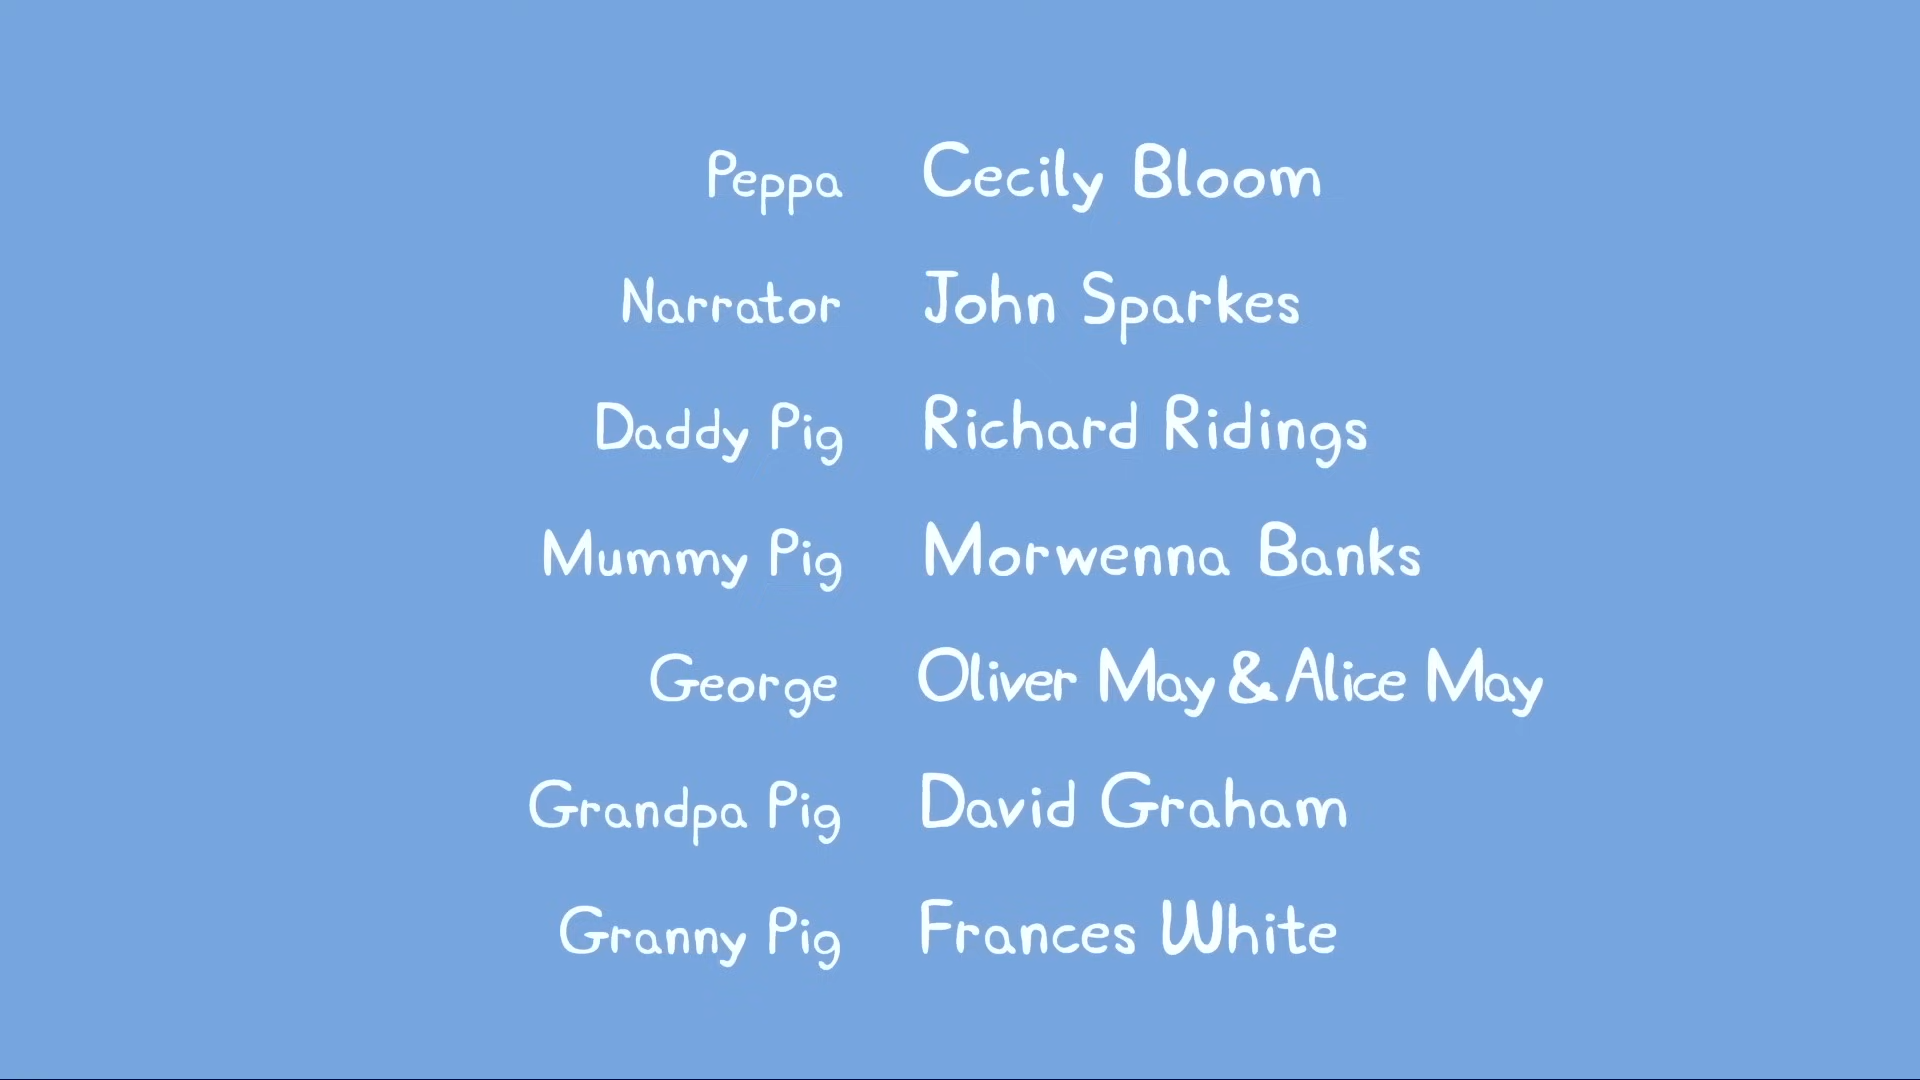 Peppa Cecily Bloom
Narrator John Sparkes
Daddy Pig Richard Ridings
Mummy Pig Morwenna Banks
George Oliver May & Alice May
Grandpa Pig David Graham
Granny Pig Frances White